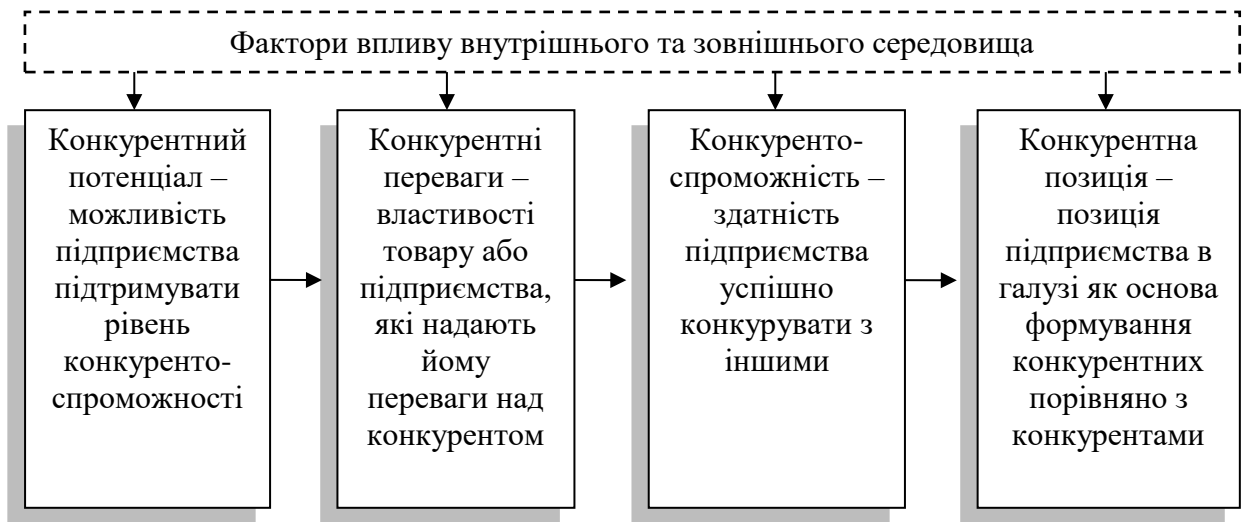 Фактори впливу внутрішнього та зовнішнього середовища
Конкурентний
потенціал –
можливість
підприємства
підтримувати
рівень
конкуренто-
спроможності
Конкурентні
переваги –
властивості
товару або
підприємства,
які надають
йому
переваги над
конкурентом
Конкуренто-
спроможність –
здатність
підприємства
успішно
конкурувати з
іншими
Конкурентна
позиція –
позиція
підприємства в
галузі як основа
формування
конкурентних
порівняно з
конкурентами